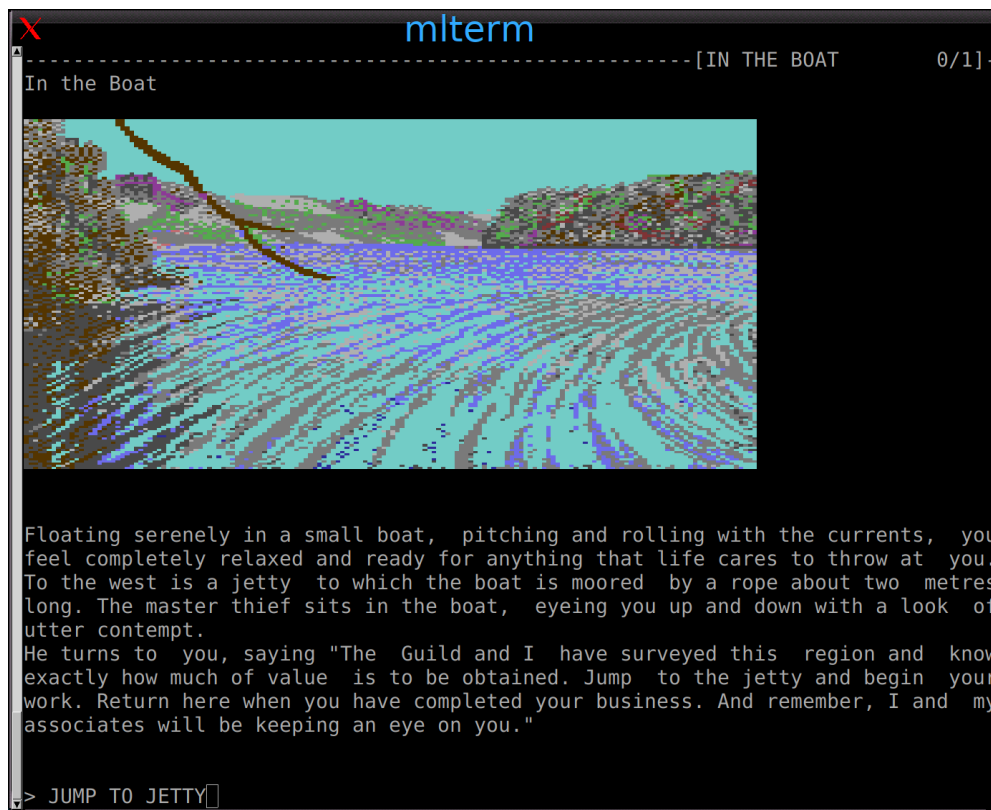 mlterm
[IN THE BOAT 0/1]
In the Boat
Floating serenely in a small boat, pitching and rolling with the currents, you
feel completely relaxed and ready for anything that life cares to throw at you.
To the west is a jetty to which the boat is moored by a rope about two metres
long. The master thief sits in the boat, eyeing you up and down with a look of
utter contempt.
He turns to you, saying "The Guild and I have surveyed this region and know
exactly how much of value is to be obtained. Jump to the jetty and begin your
work. Return here when you have completed your business. And remember, I and my
associates will be keeping an eye on you."
> JUMP TO JETTY